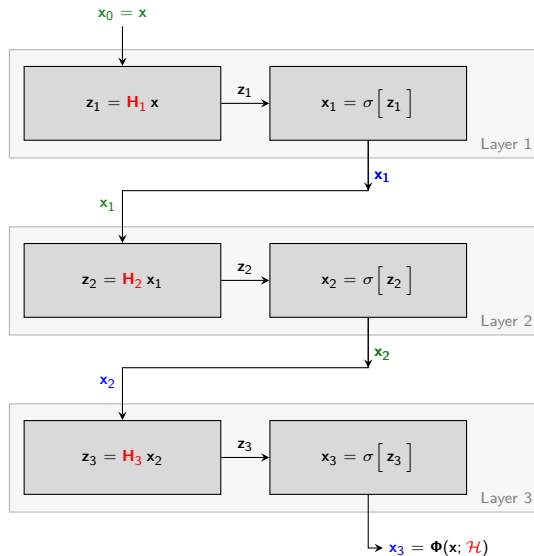 x₀ = x
z₁ = H₁ x
z₁
x₁ = σ[ z₁ ]
Layer 1
x₁
x₁
z₂ = H₂ x₁
z₂
x₂ = σ[ z₂ ]
Layer 2
x₂
x₂
z₃ = H₃ x₂
z₃
x₃ = σ[ z₃ ]
Layer 3
x₃ = Φ(x; ℋ)